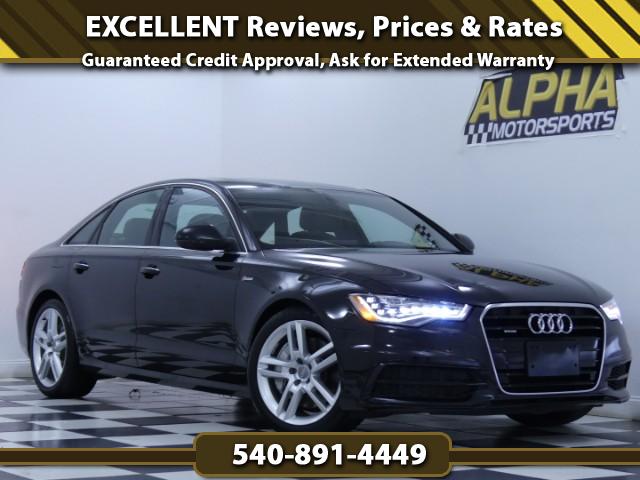 EXCELLENT Reviews, Prices & Rates
Guaranteed Credit Approval, Ask for Extended Warranty
ALPHA
MOTORSPORTS
540-891-4449